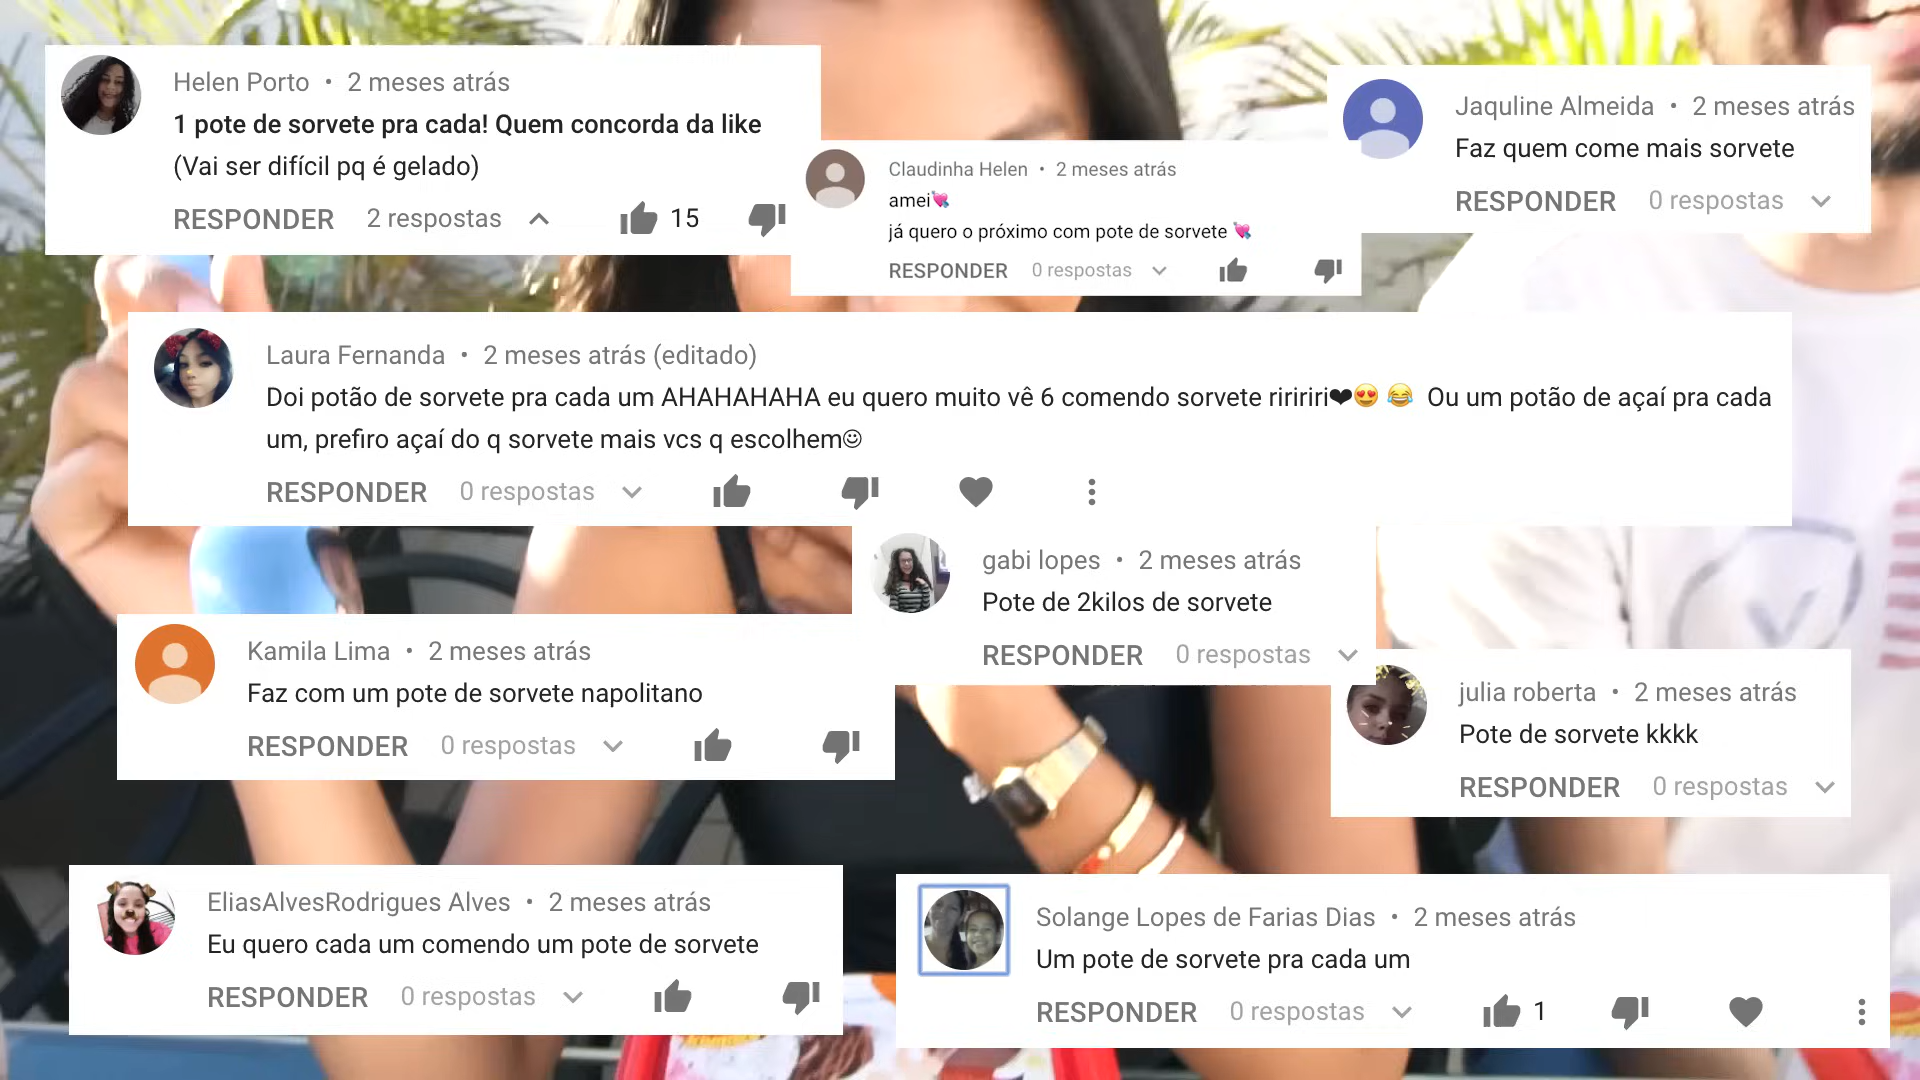 Helen Porto • 2 meses atrás
1 pote de sorvete pra cada! Quem concorda da like
(Vai ser difícil pq é gelado)
RESPONDER 2 respostas 15
Claudinha Helen • 2 meses atrás
amei💘
já quero o próximo com pote de sorvete 💘
RESPONDER 0 respostas
Jaquline Almeida • 2 meses atrás
Faz quem come mais sorvete
RESPONDER 0 respostas
Laura Fernanda • 2 meses atrás (editado)
Doi potão de sorvete pra cada um AHAHAHAHA eu quero muito vê 6 comendo sorvete riririri❤😍 😂 Ou um potão de açaí pra cada
um, prefiro açaí do q sorvete mais vcs q escolhem☺
RESPONDER 0 respostas
gabi lopes • 2 meses atrás
Pote de 2kilos de sorvete
RESPONDER 0 respostas
Kamila Lima • 2 meses atrás
Faz com um pote de sorvete napolitano
RESPONDER 0 respostas
julia roberta • 2 meses atrás
Pote de sorvete kkkk
RESPONDER 0 respostas
EliasAlvesRodrigues Alves • 2 meses atrás
Eu quero cada um comendo um pote de sorvete
RESPONDER 0 respostas
Solange Lopes de Farias Dias • 2 meses atrás
Um pote de sorvete pra cada um
RESPONDER 0 respostas 1